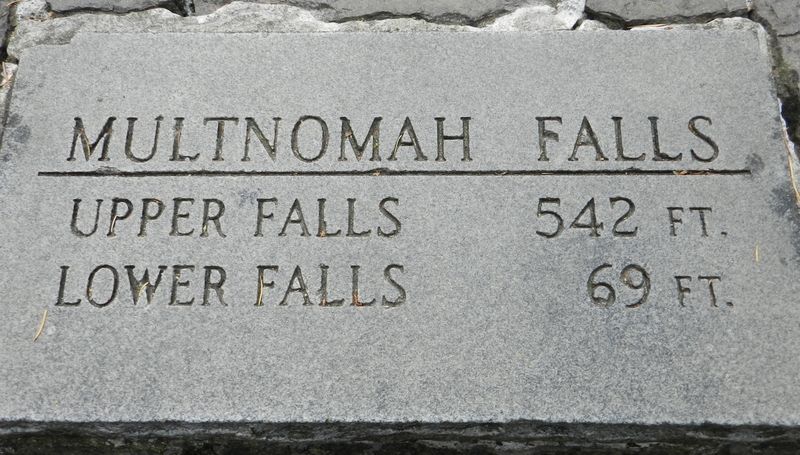 MULTNOMAH FALLS
UPPER FALLS 542 FT.
LOWER FALLS 69 FT.